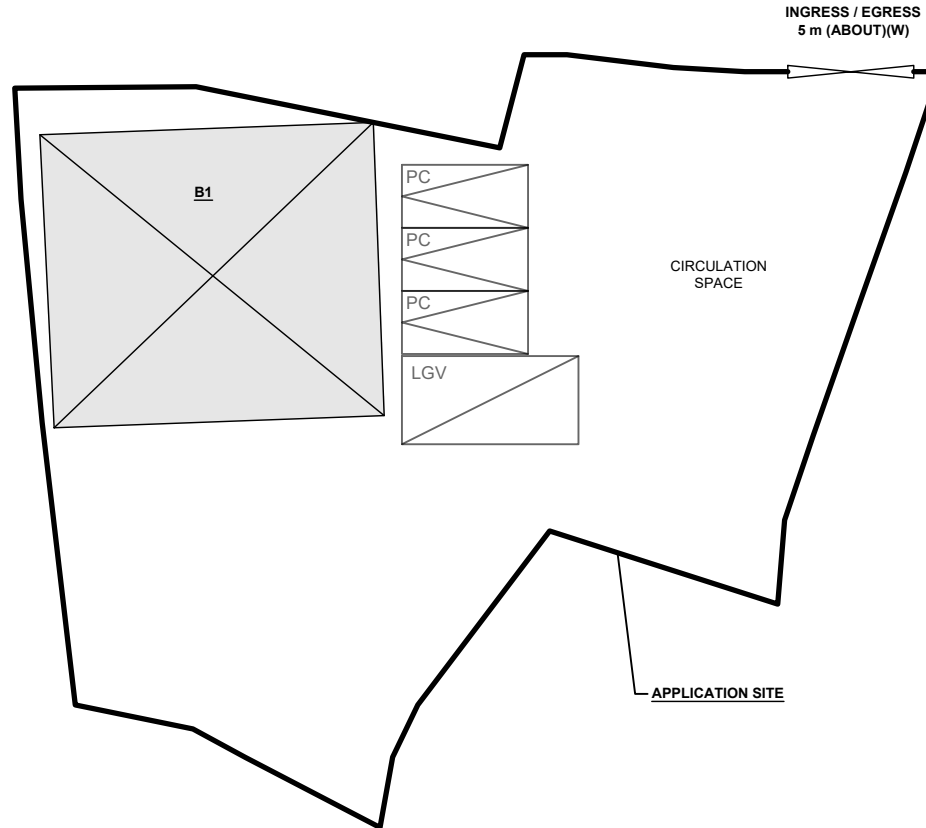 INGRESS / EGRESS
5 m (ABOUT)(W)
B1
PC
PC
PC
LGV
CIRCULATION
SPACE
APPLICATION SITE